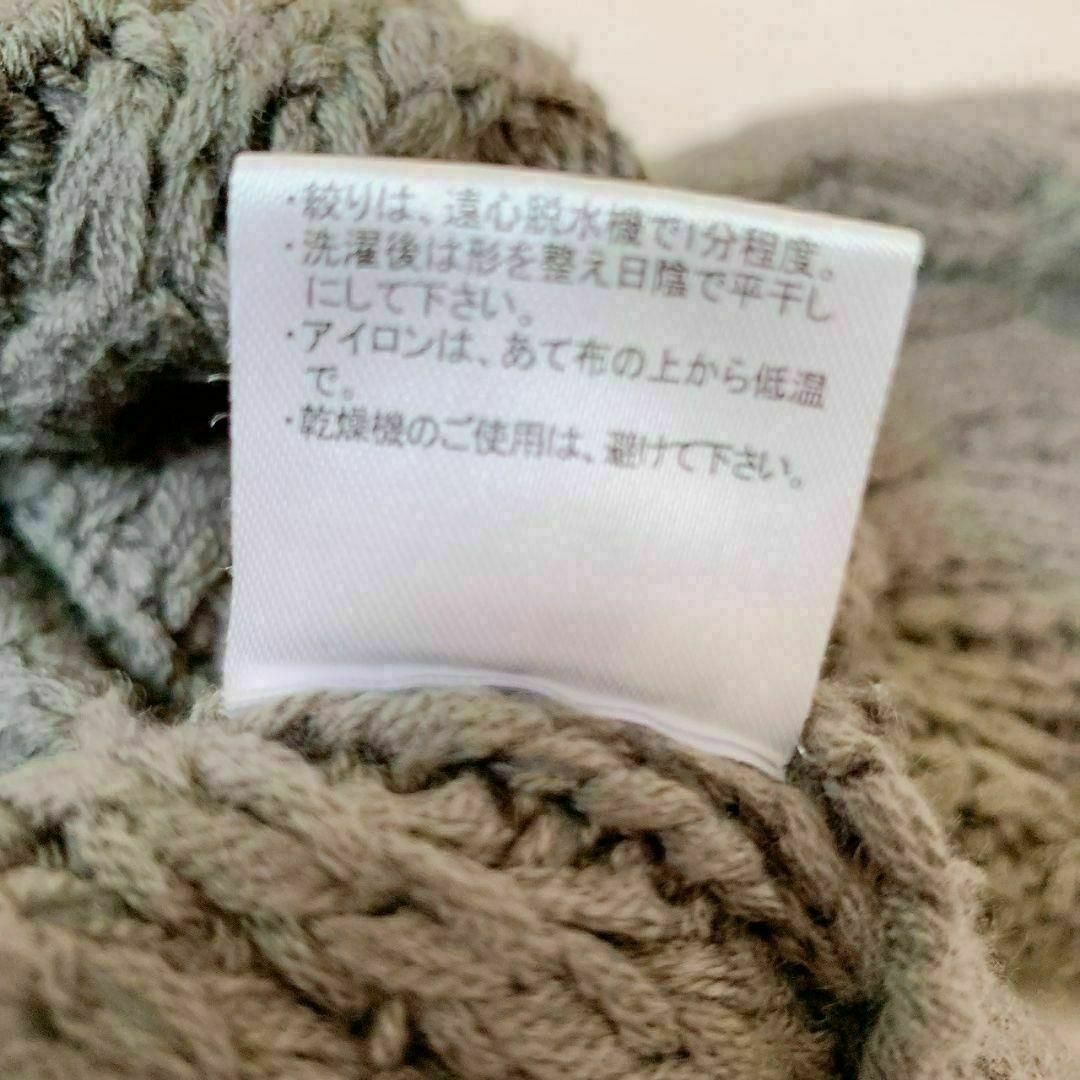 ・絞りは、遠心脱水機で1分程度。
・洗濯後は形を整え日陰で平干し
にして下さい。
・アイロンは、あて布の上から低温
で。
・乾燥機のご使用は、避けて下さい。